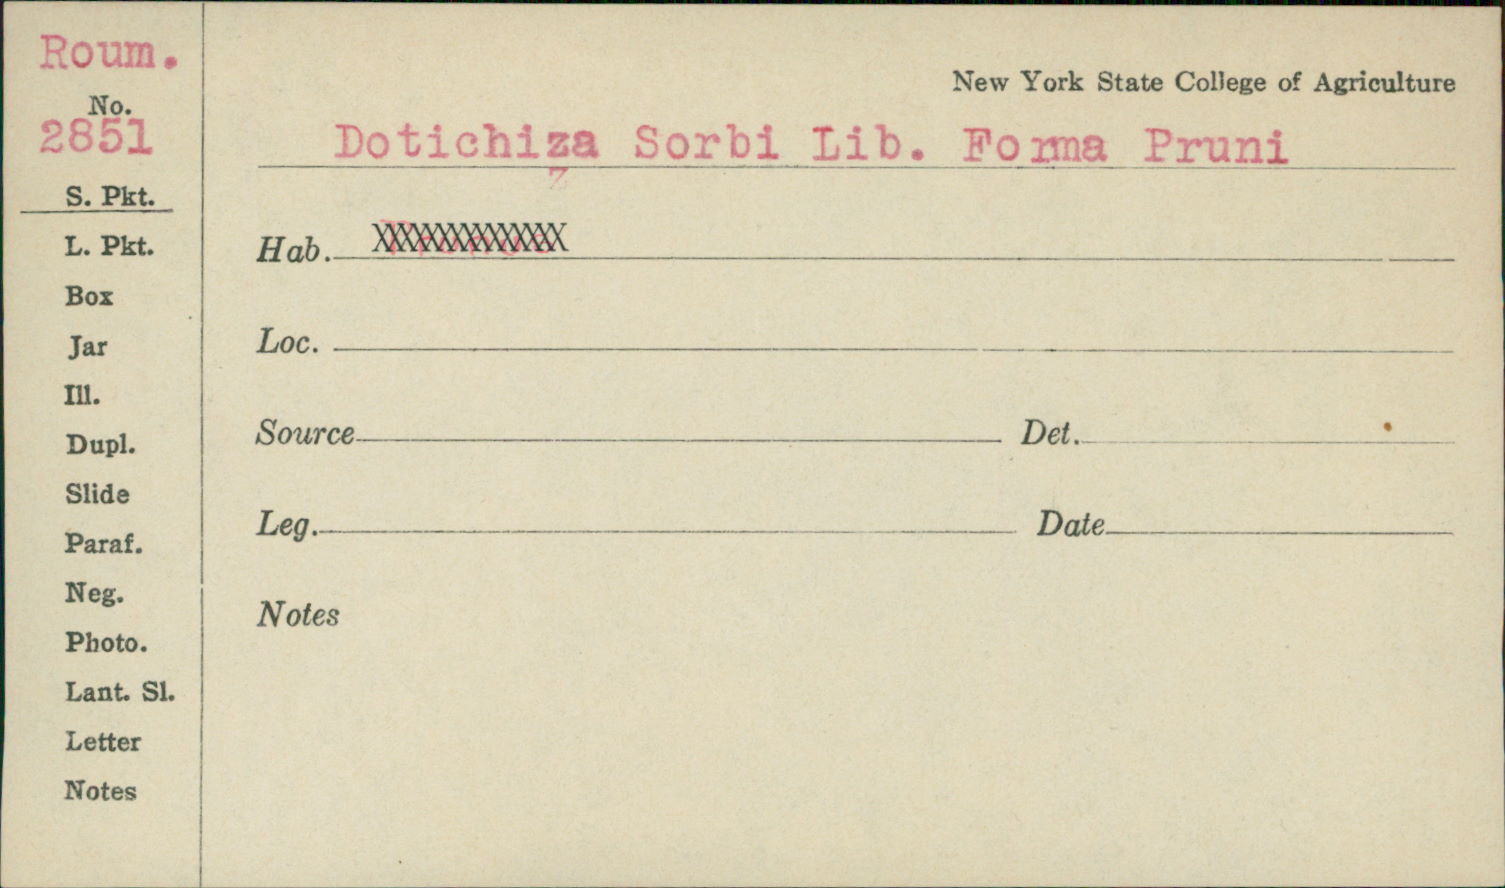 Roum.
No.
2851
S. Pkt.
L. Pkt.
Box
Jar
Ill.
Dupl.
Slide
Paraf.
Neg.
Photo.
Lant. Sl.
Letter
Notes
New York State College of Agriculture
Dotichiza Sorbi Lib. Forma Pruni
z
Hab. XXXXXXXXXXXXX
Loc.
Source Det.
Leg. Date
Notes